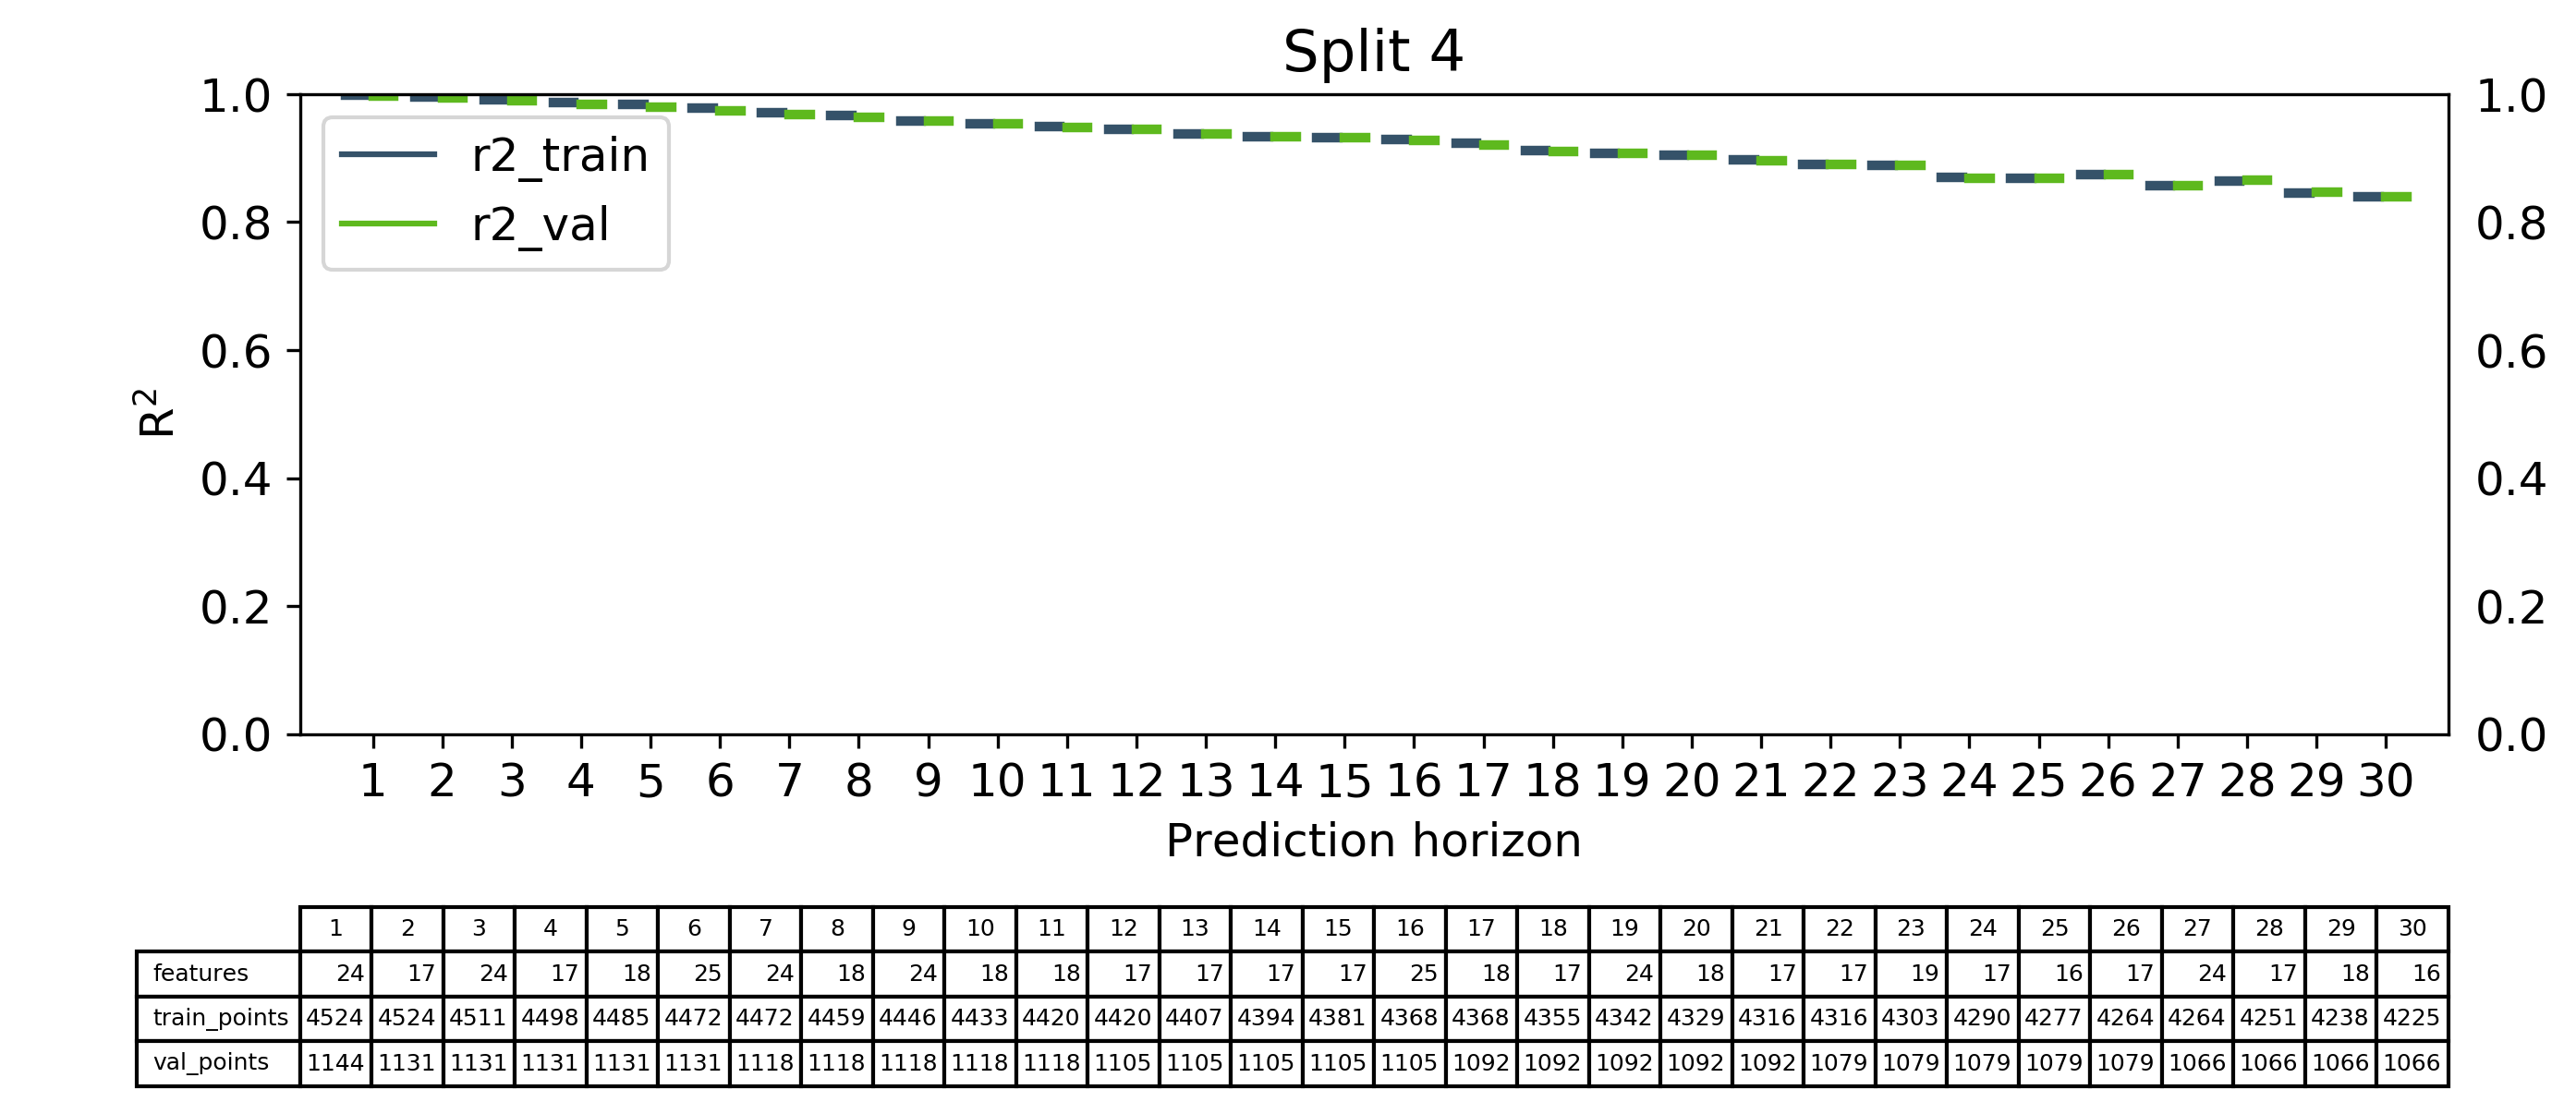 Split 4
1.0 1.0
r2_train
r2_val
0.8 0.8
0.6 0.6
R²
0.4 0.4
0.2 0.2
0.0 0.0
1 2 3 4 5 6 7 8 9 10 11 12 13 14 15 16 17 18 19 20 21 22 23 24 25 26 27 28 29 30
Prediction horizon
1 2 3 4 5 6 7 8 9 10 11 12 13 14 15 16 17 18 19 20 21 22 23 24 25 26 27 28 29 30
features 24 17 24 17 18 25 24 18 24 18 18 17 17 17 17 25 18 17 24 18 17 17 19 17 16 17 24 17 18 16
train_points 4524 4524 4511 4498 4485 4472 4472 4459 4446 4433 4420 4420 4407 4394 4381 4368 4368 4355 4342 4329 4316 4316 4303 4290 4277 4264 4264 4251 4238 4225
val_points 1144 1131 1131 1131 1131 1131 1118 1118 1118 1118 1118 1105 1105 1105 1105 1105 1092 1092 1092 1092 1092 1079 1079 1079 1079 1079 1066 1066 1066 1066